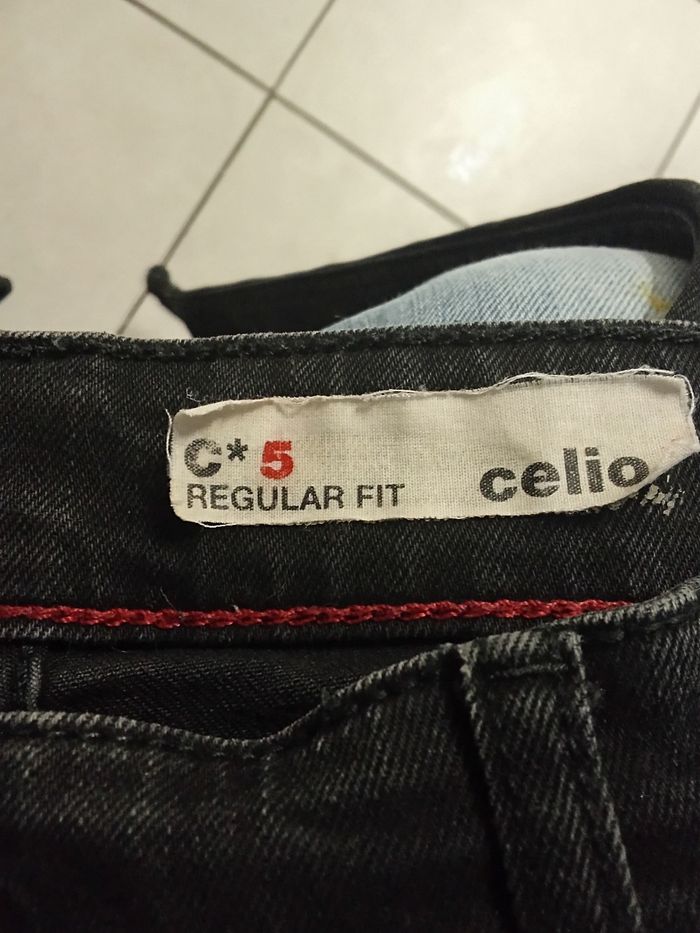 C* 5
REGULAR FIT
celio